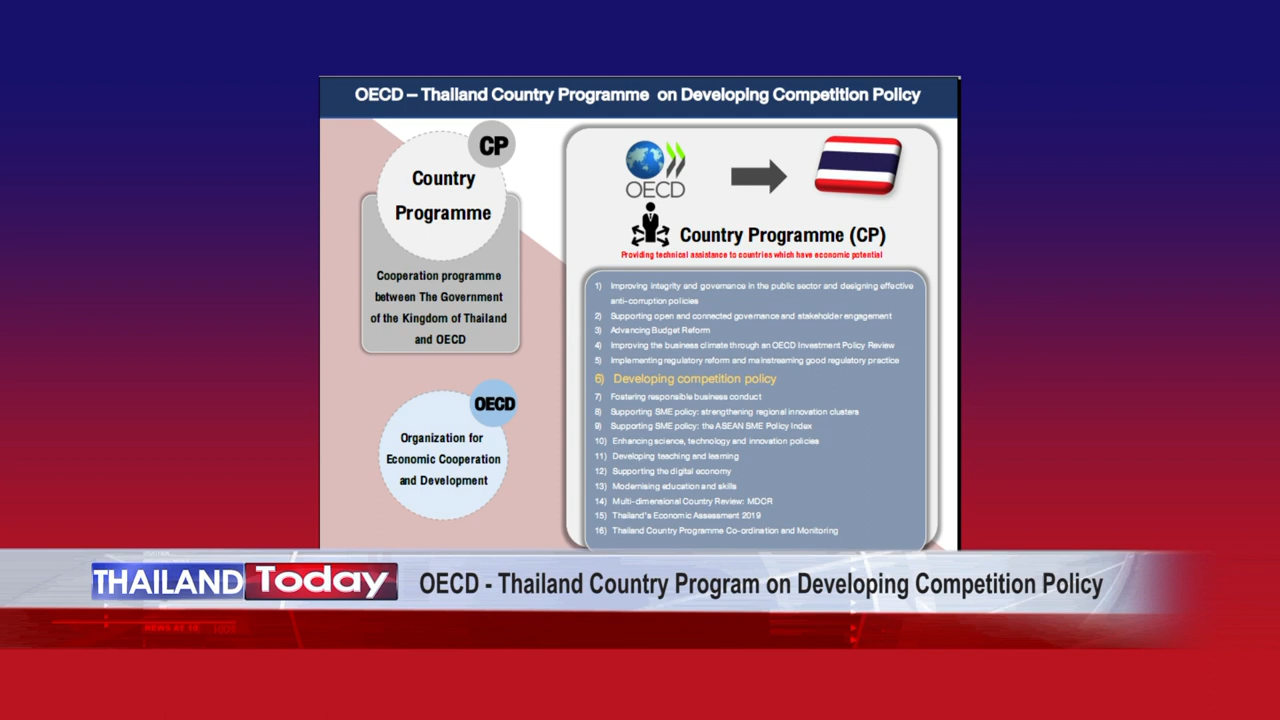 OECD – Thailand Country Programme on Developing Competition Policy
CP
Country
Programme
Cooperation programme
between The Government
of the Kingdom of Thailand
and OECD
OECD
Organization for
Economic Cooperation
and Development
OECD
Country Programme (CP)
Providing technical assistance to countries which have economic potential
1) Improving integrity and governance in the public sector and designing effective
anti-corruption policies
2) Supporting open and connected governance and stakeholder engagement
3) Advancing Budget Reform
4) Improving the business climate through an OECD Investment Policy Review
5) Implementing regulatory reform and mainstreaming good regulatory practice
6) Developing competition policy
7) Fostering responsible business conduct
8) Supporting SME policy: strengthening regional innovation clusters
9) Supporting SME policy: the ASEAN SME Policy Index
10) Enhancing science, technology and innovation policies
11) Developing teaching and learning
12) Supporting the digital economy
13) Modernising education and skills
14) Multi-dimensional Country Review: MDCR
15) Thailand's Economic Assessment 2019
16) Thailand Country Programme Co-ordination and Monitoring
THAILAND Today
OECD - Thailand Country Program on Developing Competition Policy
NEWS AT 10